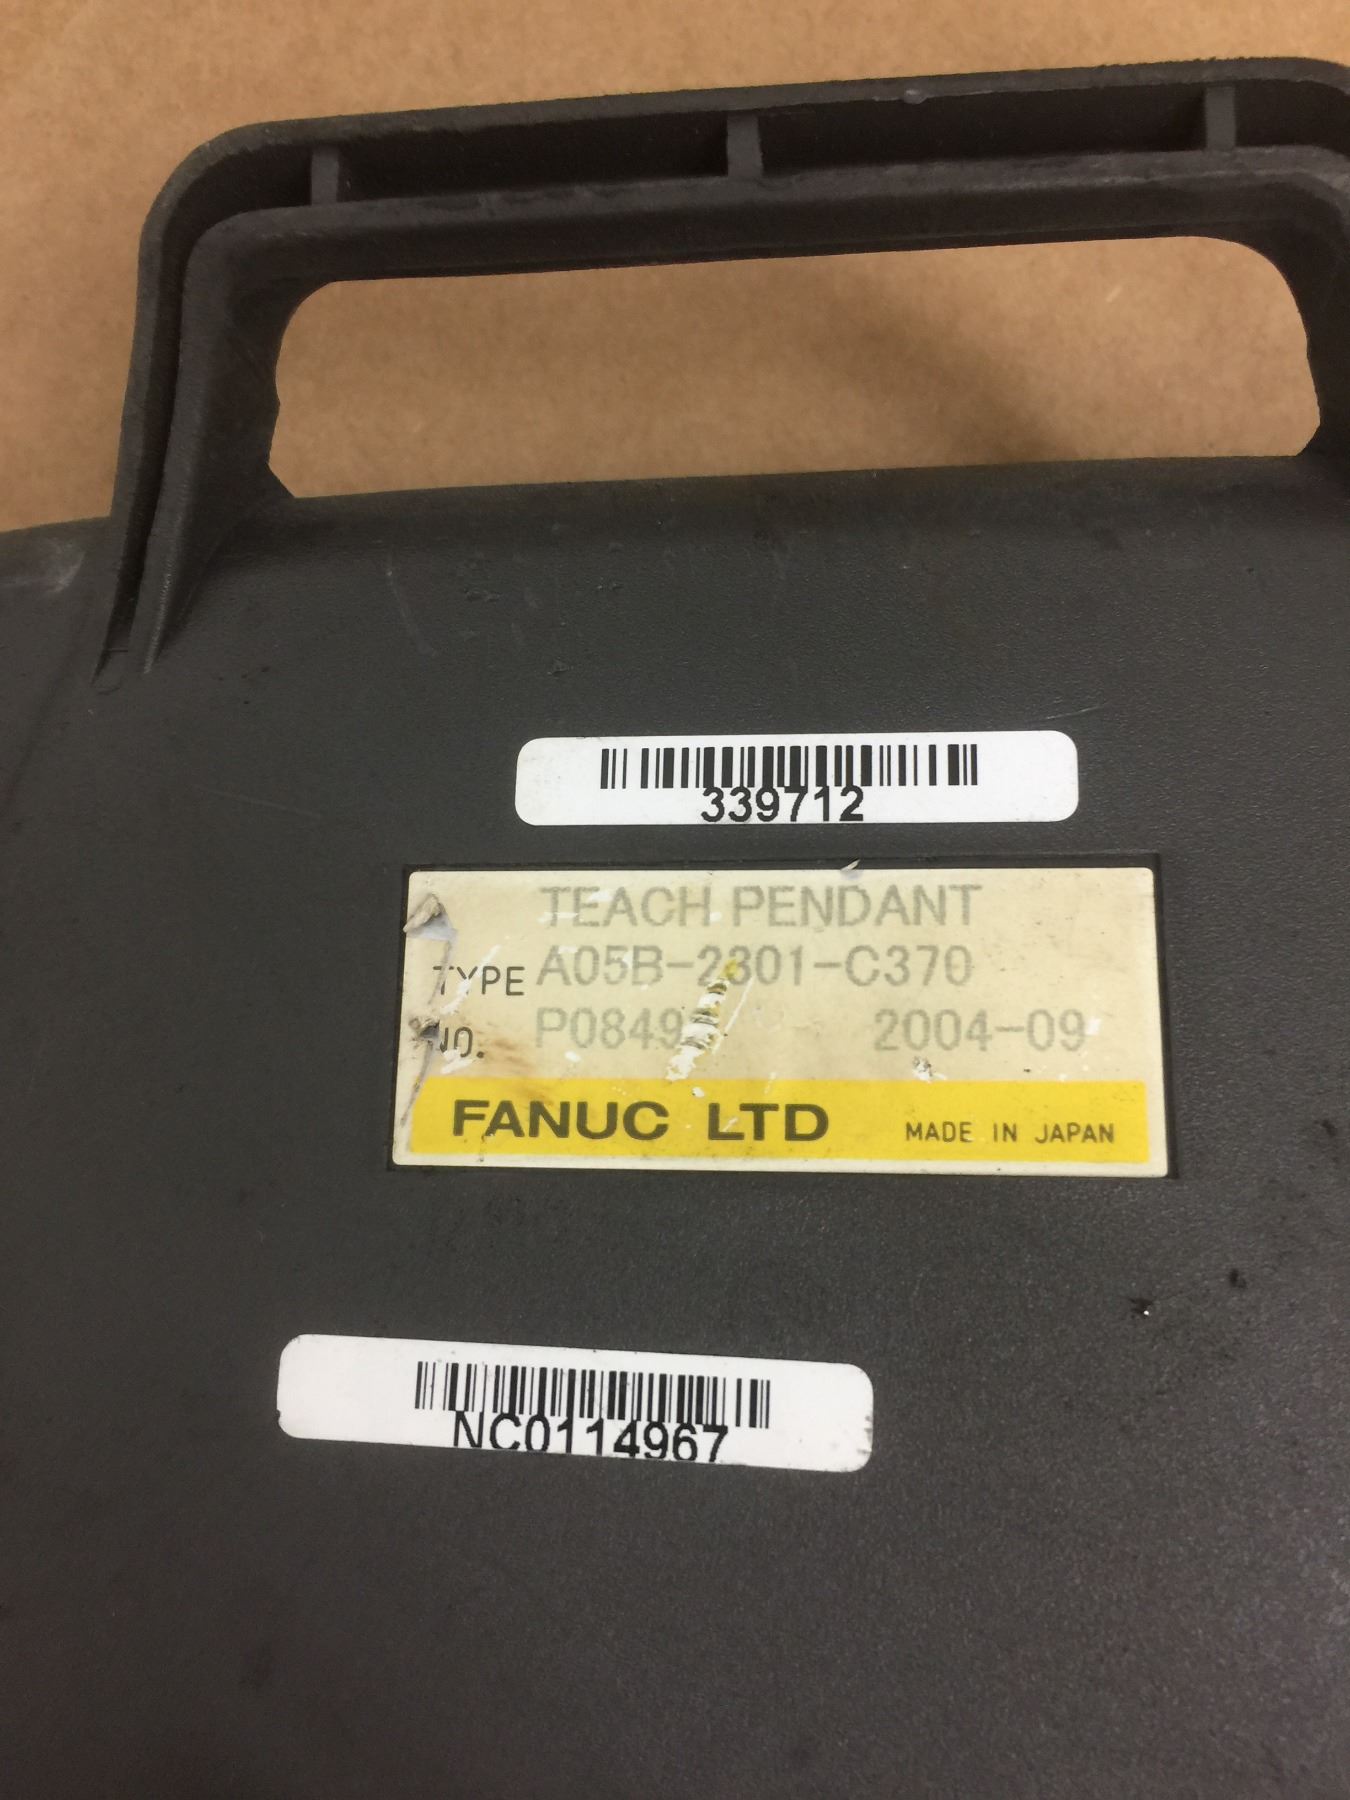 339712
TEACH PENDANT
TYPE A05B-2301-C370
NO. 2004-09
FANUC LTD MADE IN JAPAN
NC0114967